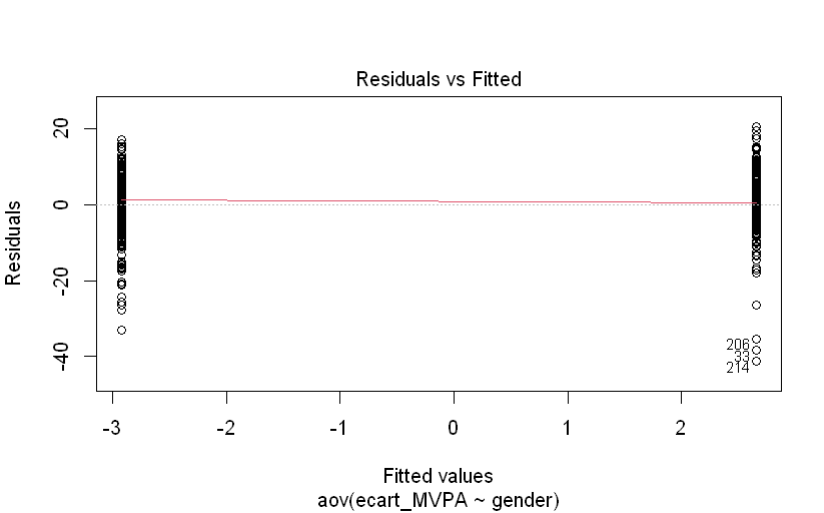 Residuals vs Fitted
20
0
-20
-40
Residuals
206
33
214
-3 -2 -1 0 1 2
Fitted values
aov(ecart_MVPA ~ gender)